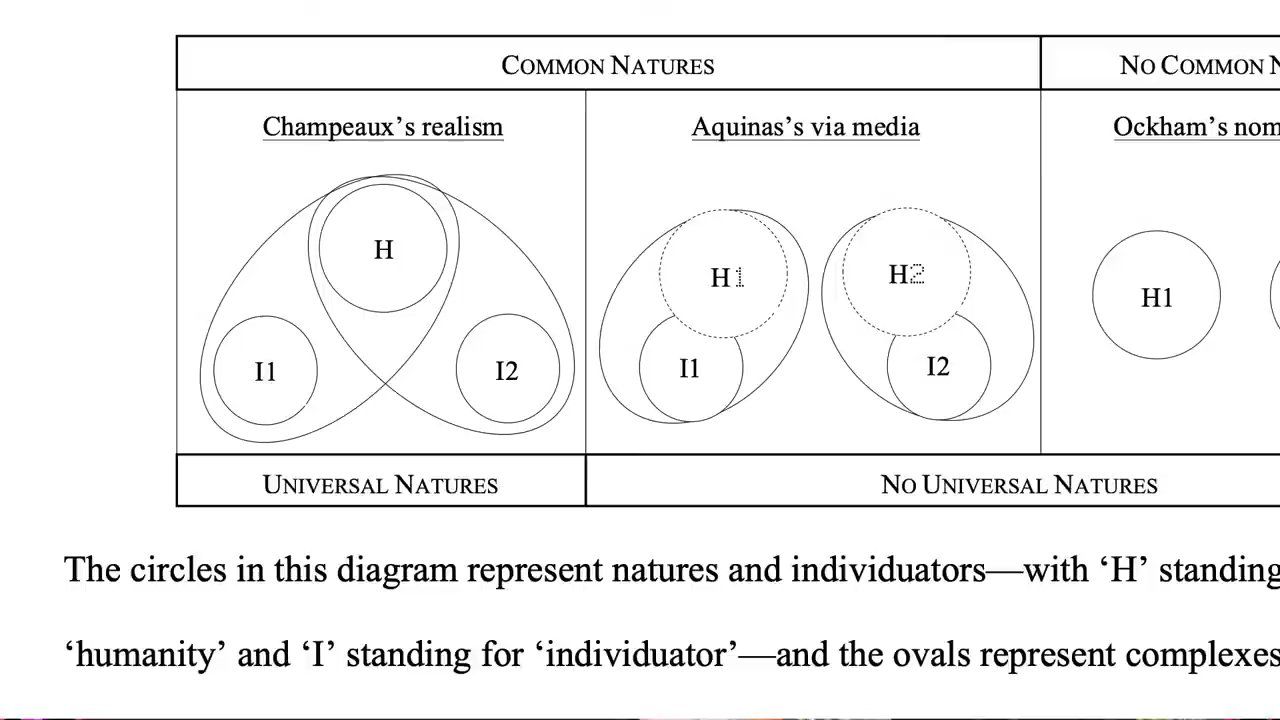 COMMON NATURES
NO COMMON
Champeaux's realism
Aquinas's via media
Ockham's
H
I1
I2
H1
I1
H2
I2
H1
UNIVERSAL NATURES
NO UNIVERSAL NATURES
The circles in this diagram represent natures and individuators—with ‘H’ standing
‘humanity’ and ‘I’ standing for ‘individuator’—and the ovals represent complexes